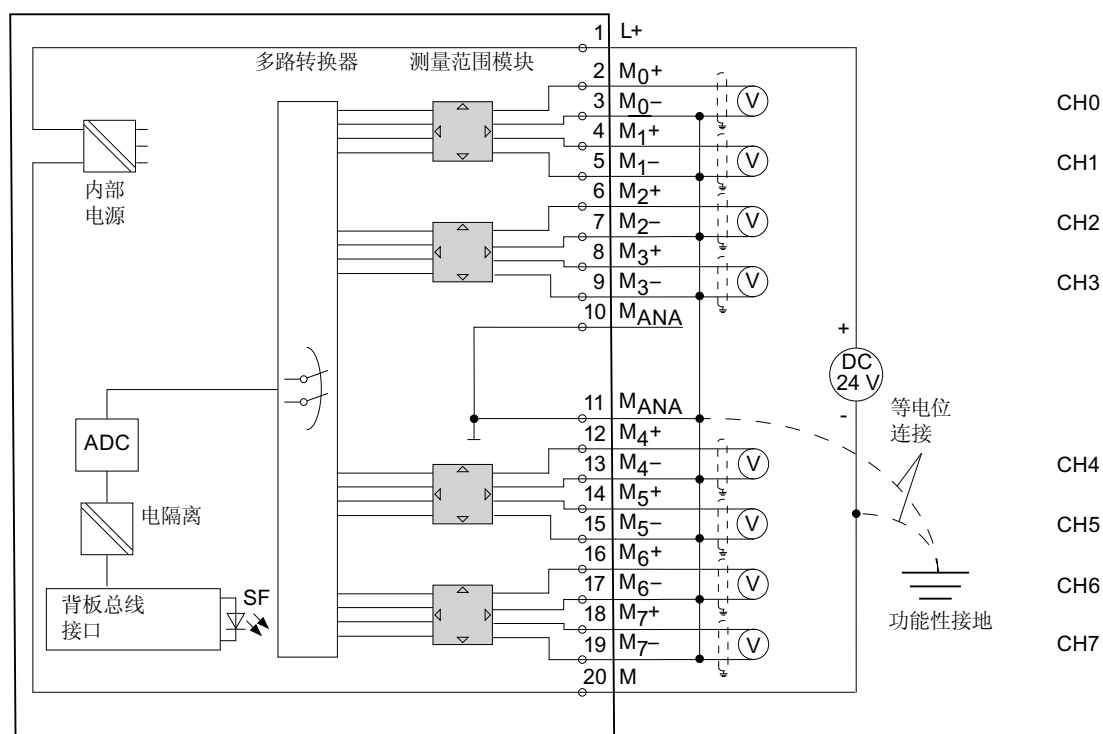 1 L+
多路转换器 测量范围模块
2 M0+
3 M0–
V CH0
4 M1+
5 M1–
V CH1
内部
电源
6 M2+
7 M2–
V CH2
8 M3+
9 M3–
V CH3
10 MANA
+
DC
24 V
-
11 MANA
等电位
连接
ADC
12 M4+
13 M4–
V CH4
14 M5+
15 M5–
V CH5
电隔离
16 M6+
17 M6–
V CH6
背板总线
接口
SF
18 M7+
19 M7–
V CH7
功能性接地
20 M